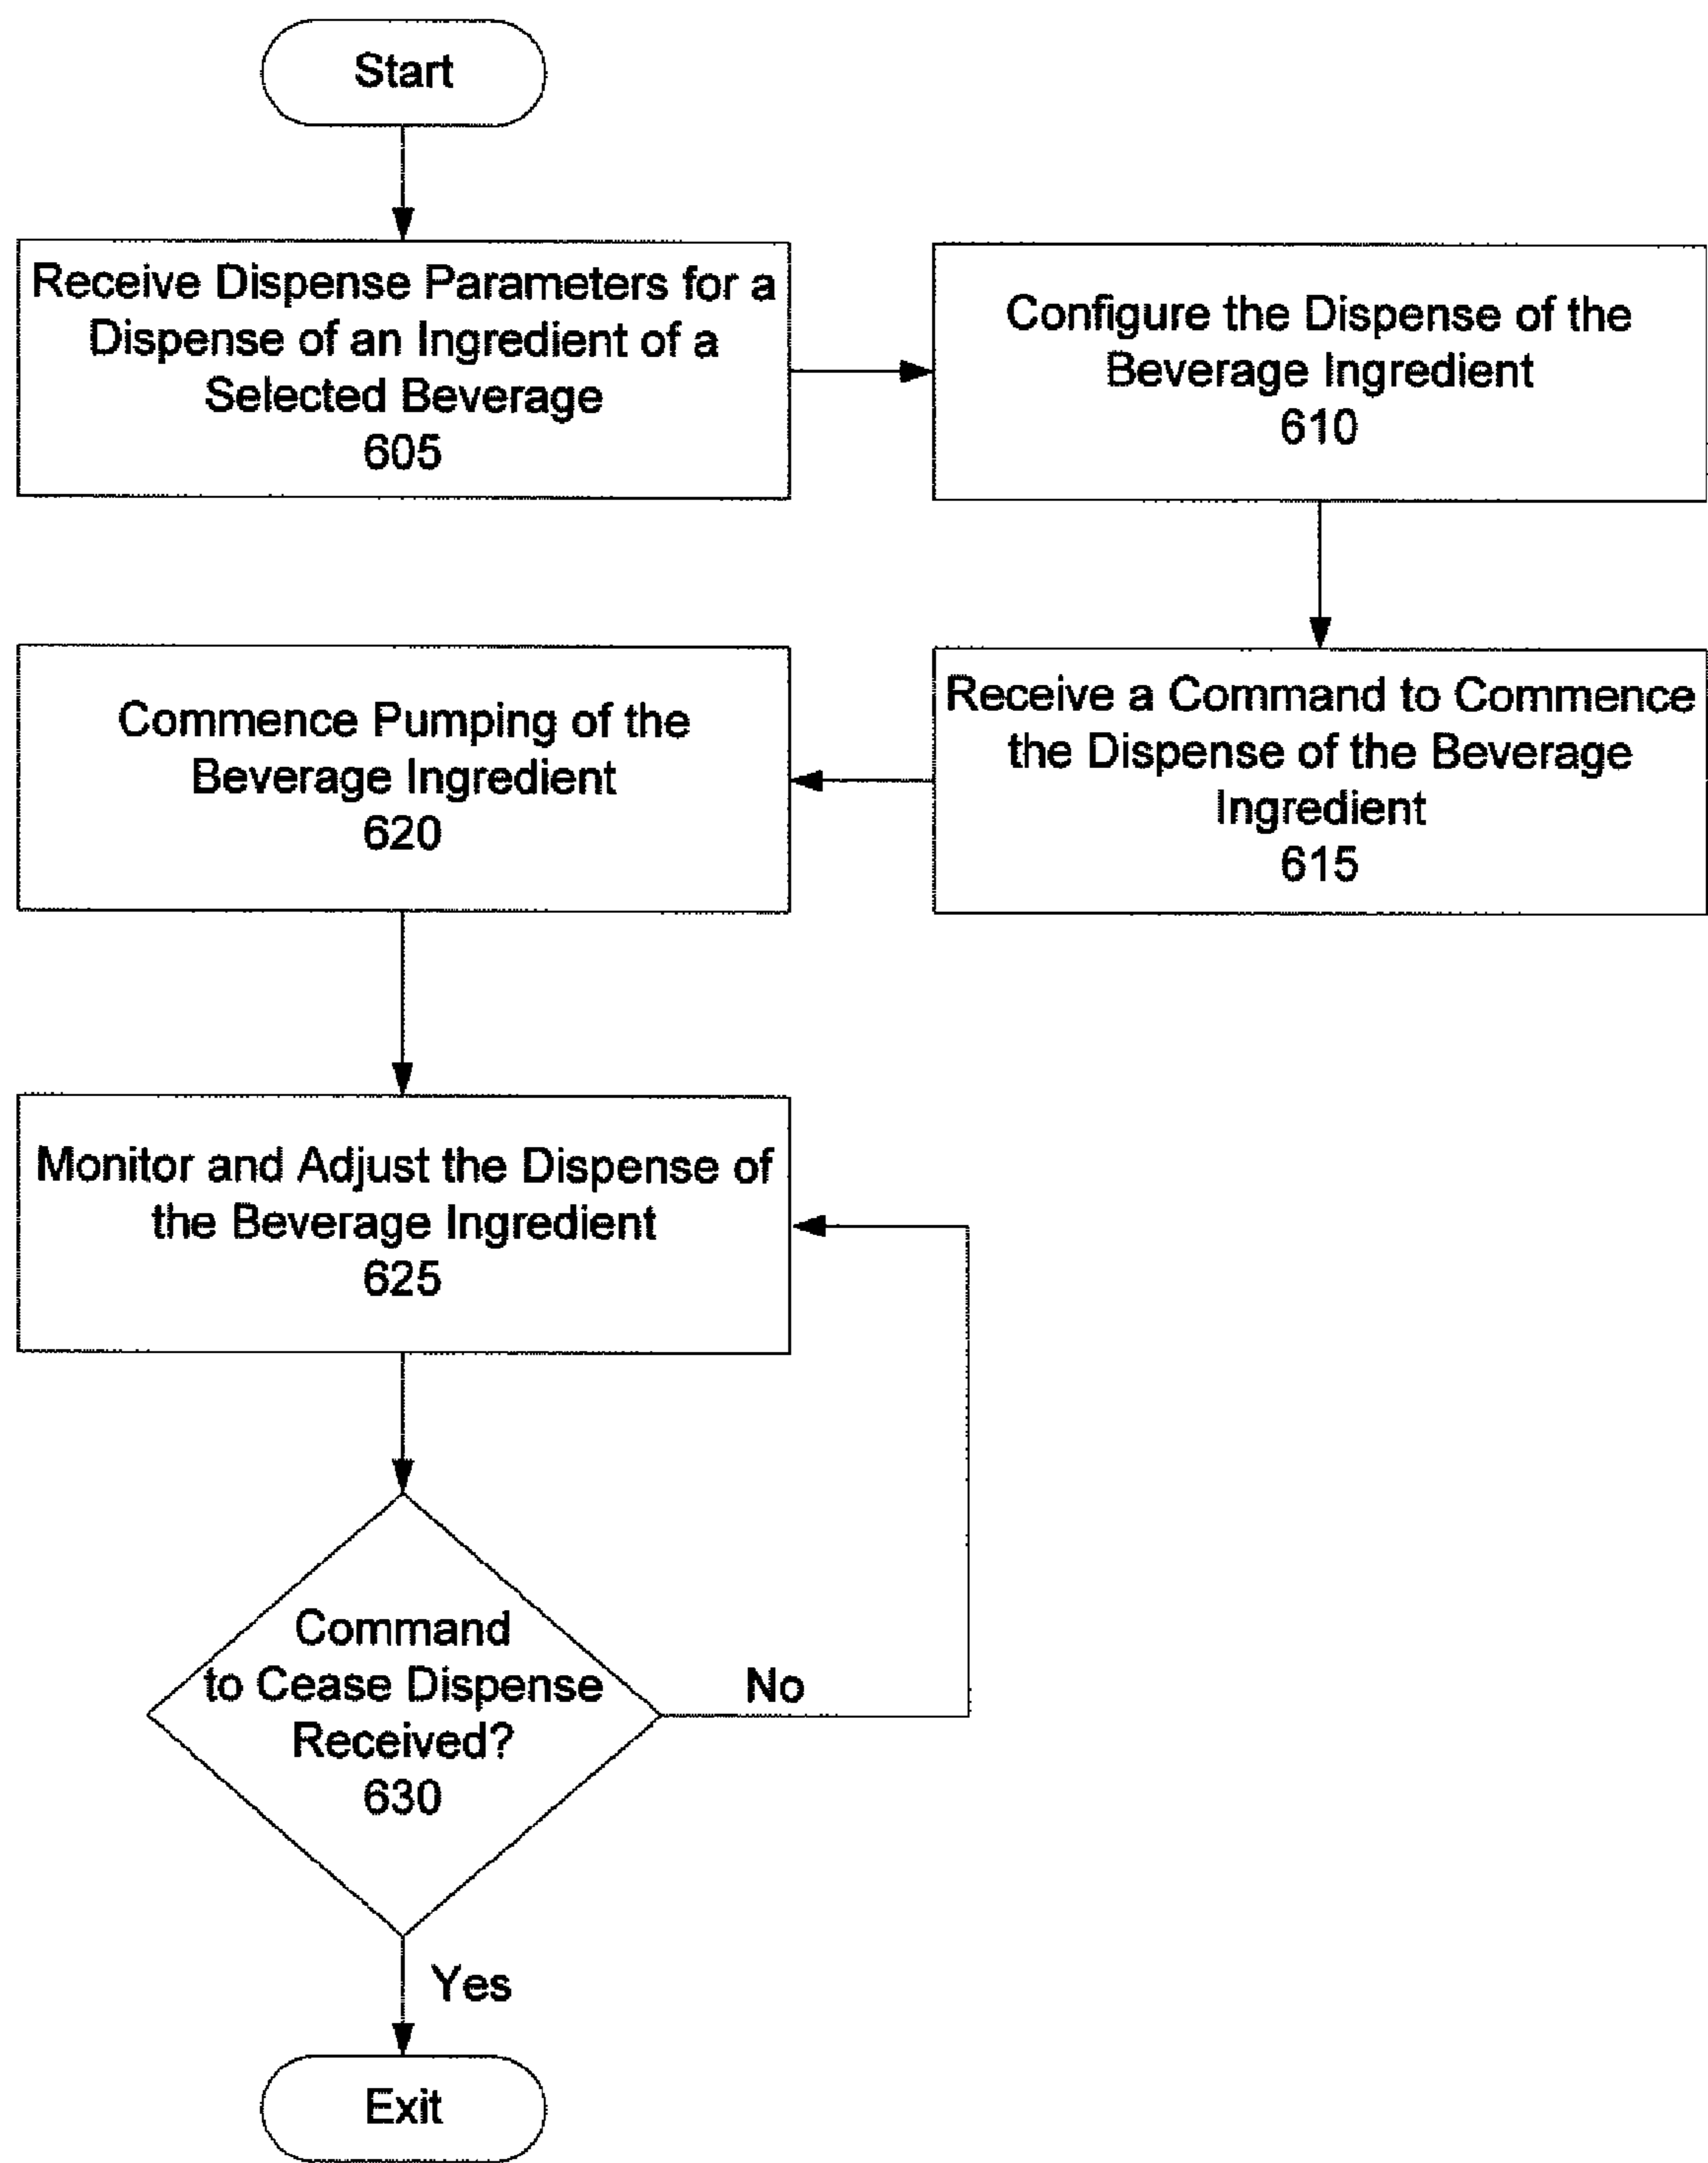 Start
Receive Dispense Parameters for a
Dispense of an Ingredient of a
Selected Beverage
605
Configure the Dispense of the
Beverage Ingredient
610
Receive a Command to Commence
the Dispense of the Beverage
Ingredient
615
Commence Pumping of the
Beverage Ingredient
620
Monitor and Adjust the Dispense of
the Beverage Ingredient
625
Command
to Cease Dispense
Received?
630
No
Yes
Exit